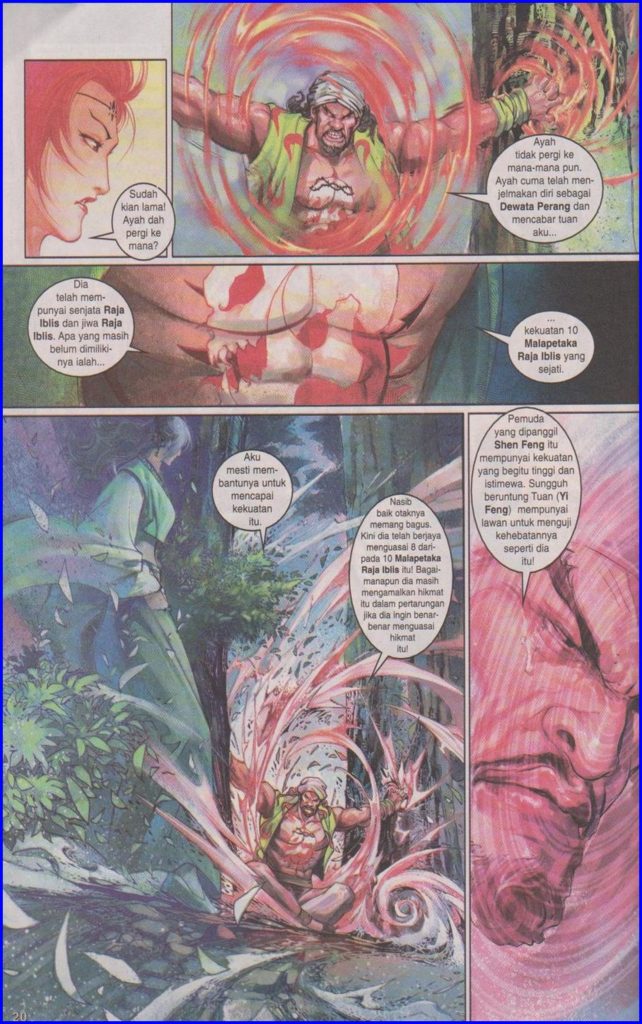 Sudah
kian lama!
Ayah dah
pergi ke
mana?
Ayah
tidak pergi ke
mana-mana pun.
Ayah cuma telah men-
jelmakan diri sebagai
Dewata Perang dan
mencabar tuan
aku...
Dia
telah mem-
punyai senjata Raja
Iblis dan jiwa Raja
Iblis. Apa yang masih
belum dimiliki-
nya ialah...
...
kekuatan 10
Malapetaka
Raja Iblis yang
sejati.
Aku
mesti mem-
bantunya untuk
mencapai
kekuatan
itu.
Nasib
baik otaknya
memang bagus.
Kini dia telah berjaya
menguasai 8 dari-
pada 10 Malapetaka
Raja Iblis itu! Bagai-
manapun dia masih
mengamalkan hikmat
itu dalam pertarungan
jika dia ingin benar-
benar menguasai
hikmat
itu!
Pemuda
yang dipanggil
Shen Feng itu
mempunyai kekuatan
yang begitu tinggi dan
istimewa. Sungguh
beruntung Tuan (Yi
Feng) mempunyai
lawan untuk menguji
kehebatannya
seperti dia
itu!
20